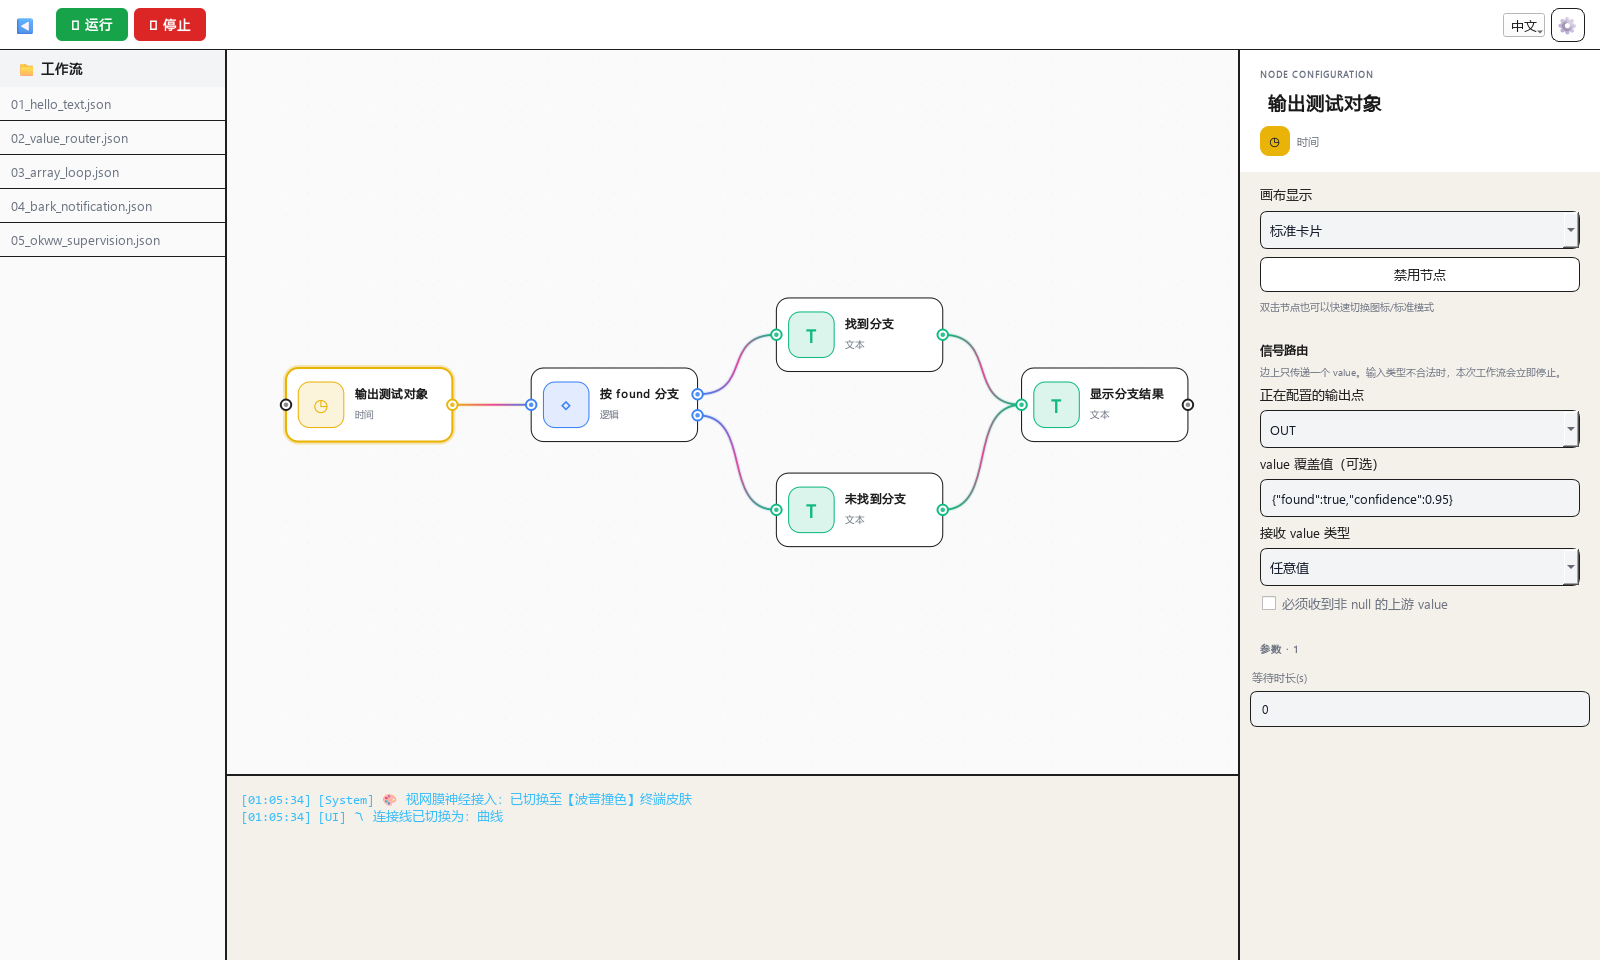 运行
停止
中文
工作流
01_hello_text.json
02_value_router.json
03_array_loop.json
04_bark_notification.json
05_okww_supervision.json
输出测试对象
时间
按 found 分支
逻辑
T
找到分支
文本
T
未找到分支
文本
T
显示分支结果
文本
[01:05:34] [System] 🎨 视网膜神经接入: 已切换至【波普撞色】终端皮肤
[01:05:34] [UI] 〽 连接线已切换为: 曲线
NODE CONFIGURATION
输出测试对象
时间
画布显示
标准卡片
禁用节点
双击节点也可以快速切换图标/标准模式
信号路由
边上只传递一个 value。输入类型不合法时，本次工作流会立即停止。
正在配置的输出点
OUT
value 覆盖值（可选）
{"found":true,"confidence":0.95}
接收 value 类型
任意值
必须收到非 null 的上游 value
参数 · 1
等待时长(s)
0